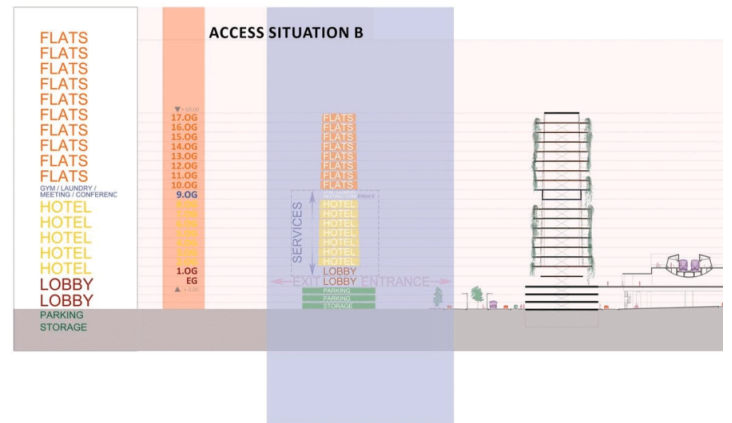 ACCESS SITUATION B
FLATS
FLATS
FLATS
FLATS
FLATS
FLATS
FLATS
FLATS
FLATS
FLATS
GYM / LAUNDRY /
MEETING / CONFERENC
HOTEL
HOTEL
HOTEL
HOTEL
HOTEL
LOBBY
LOBBY
PARKING
STORAGE
17.OG
16.OG
15.OG
14.OG
13.OG
12.OG
11.OG
10.OG
9.OG
1.OG
EG
FLATS
FLATS
FLATS
FLATS
FLATS
FLATS
FLATS
FLATS
SERVICES
HOTEL
HOTEL
HOTEL
HOTEL
HOTEL
HOTEL
HOTEL
LOBBY
EXIT LOBBY ENTRANCE
PARKING
PARKING
STORAGE